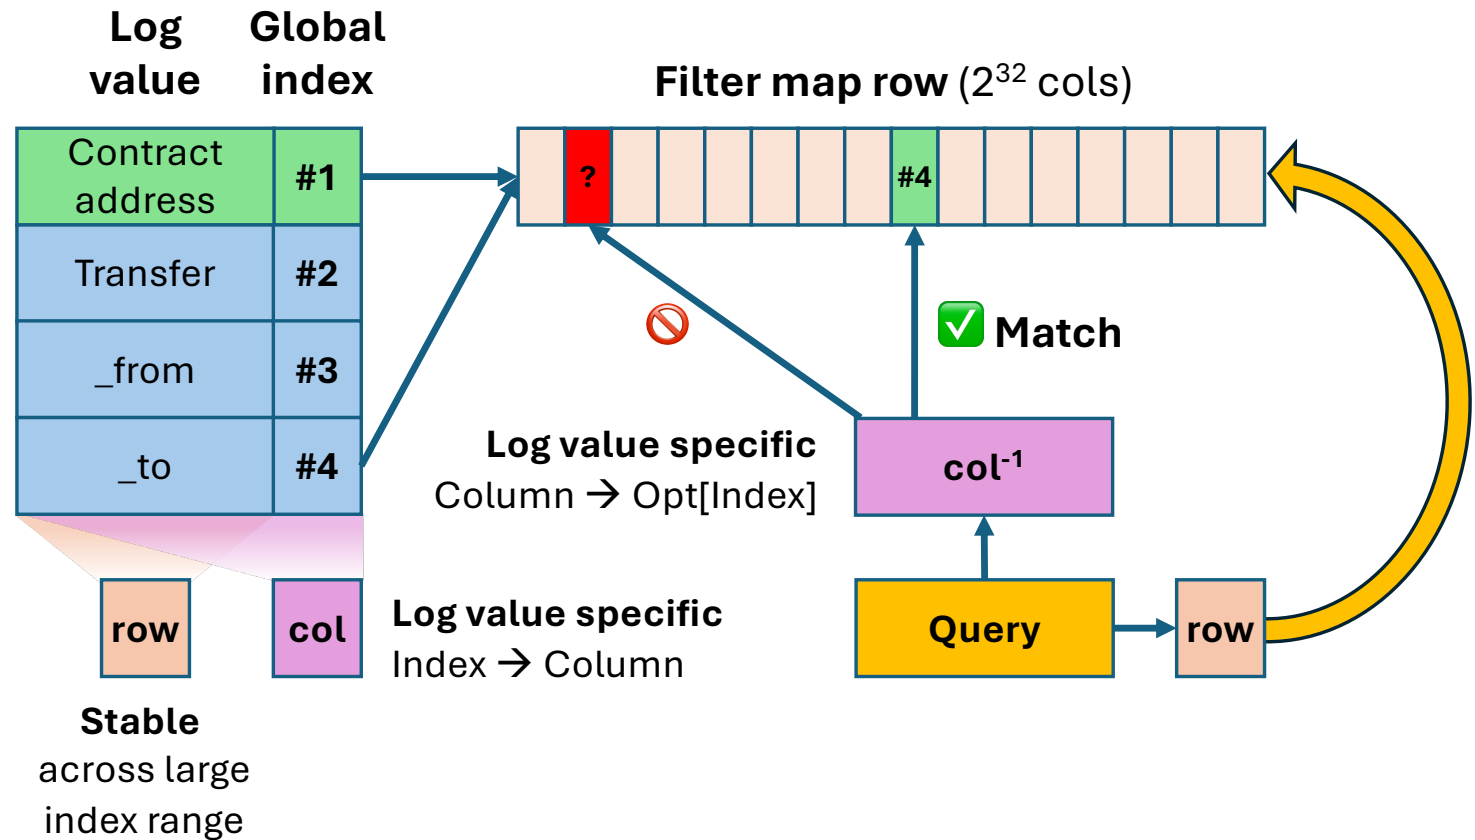 Log
value
Global
index
Filter map row (2³² cols)
Contract
address
#1
Transfer
#2
_from
#3
_to
#4
?
#4
🚫
✅ Match
Log value specific
Column → Opt[Index]
col⁻¹
row
col
Log value specific
Index → Column
Query
row
Stable
across large
index range